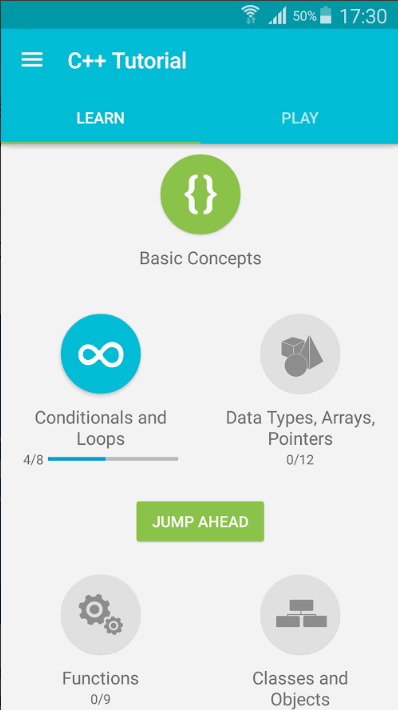 50% 17:30
C++ Tutorial
LEARN PLAY
{}
Basic Concepts
Conditionals and
Loops
4/8
Data Types, Arrays,
Pointers
0/12
JUMP AHEAD
Functions
0/9
Classes and
Objects